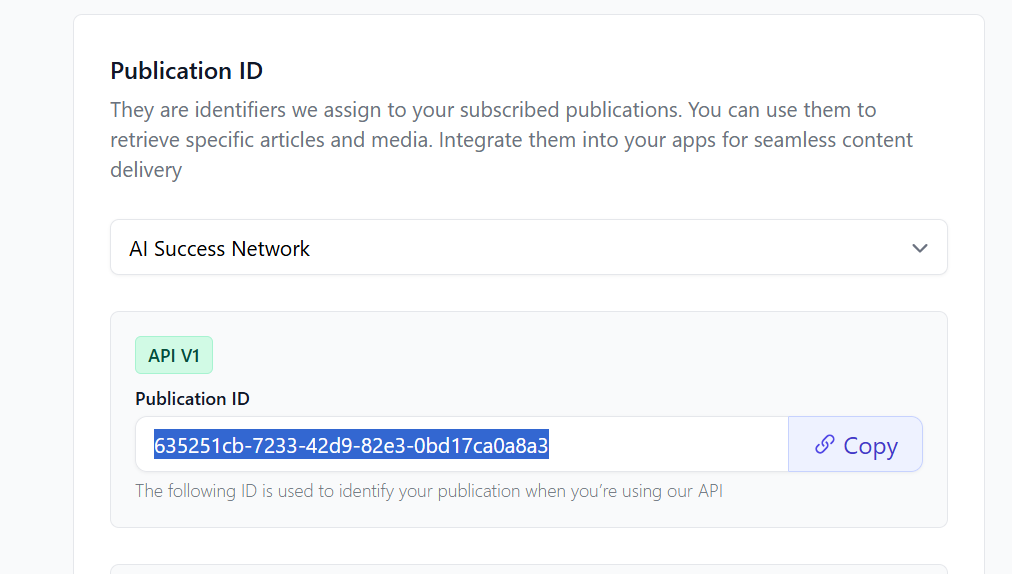 Publication ID
They are identifiers we assign to your subscribed publications. You can use them to
retrieve specific articles and media. Integrate them into your apps for seamless content
delivery
AI Success Network
API V1
Publication ID
635251cb-7233-42d9-82e3-0bd17ca0a8a3
Copy
The following ID is used to identify your publication when you’re using our API